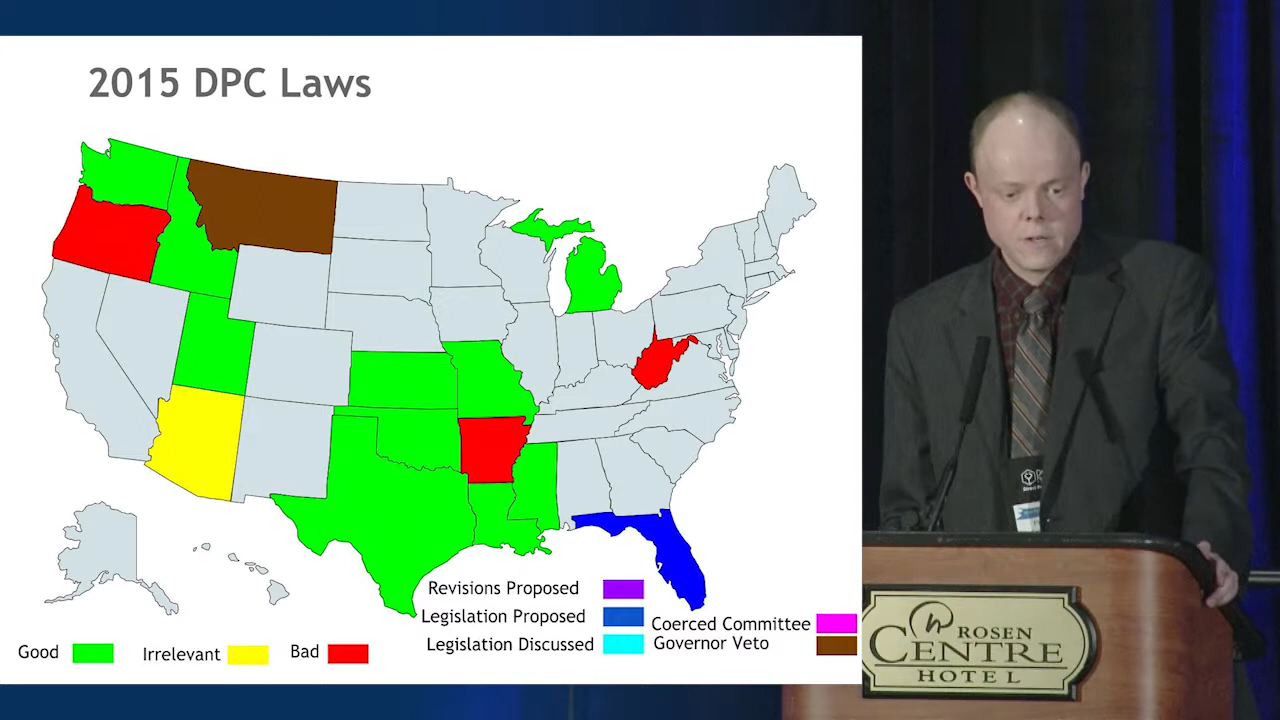 2015 DPC Laws
Revisions Proposed
Legislation Proposed
Coerced Committee
Legislation Discussed
Governor Veto
Good
Irrelevant
Bad
ROSEN
CENTRE
HOTEL